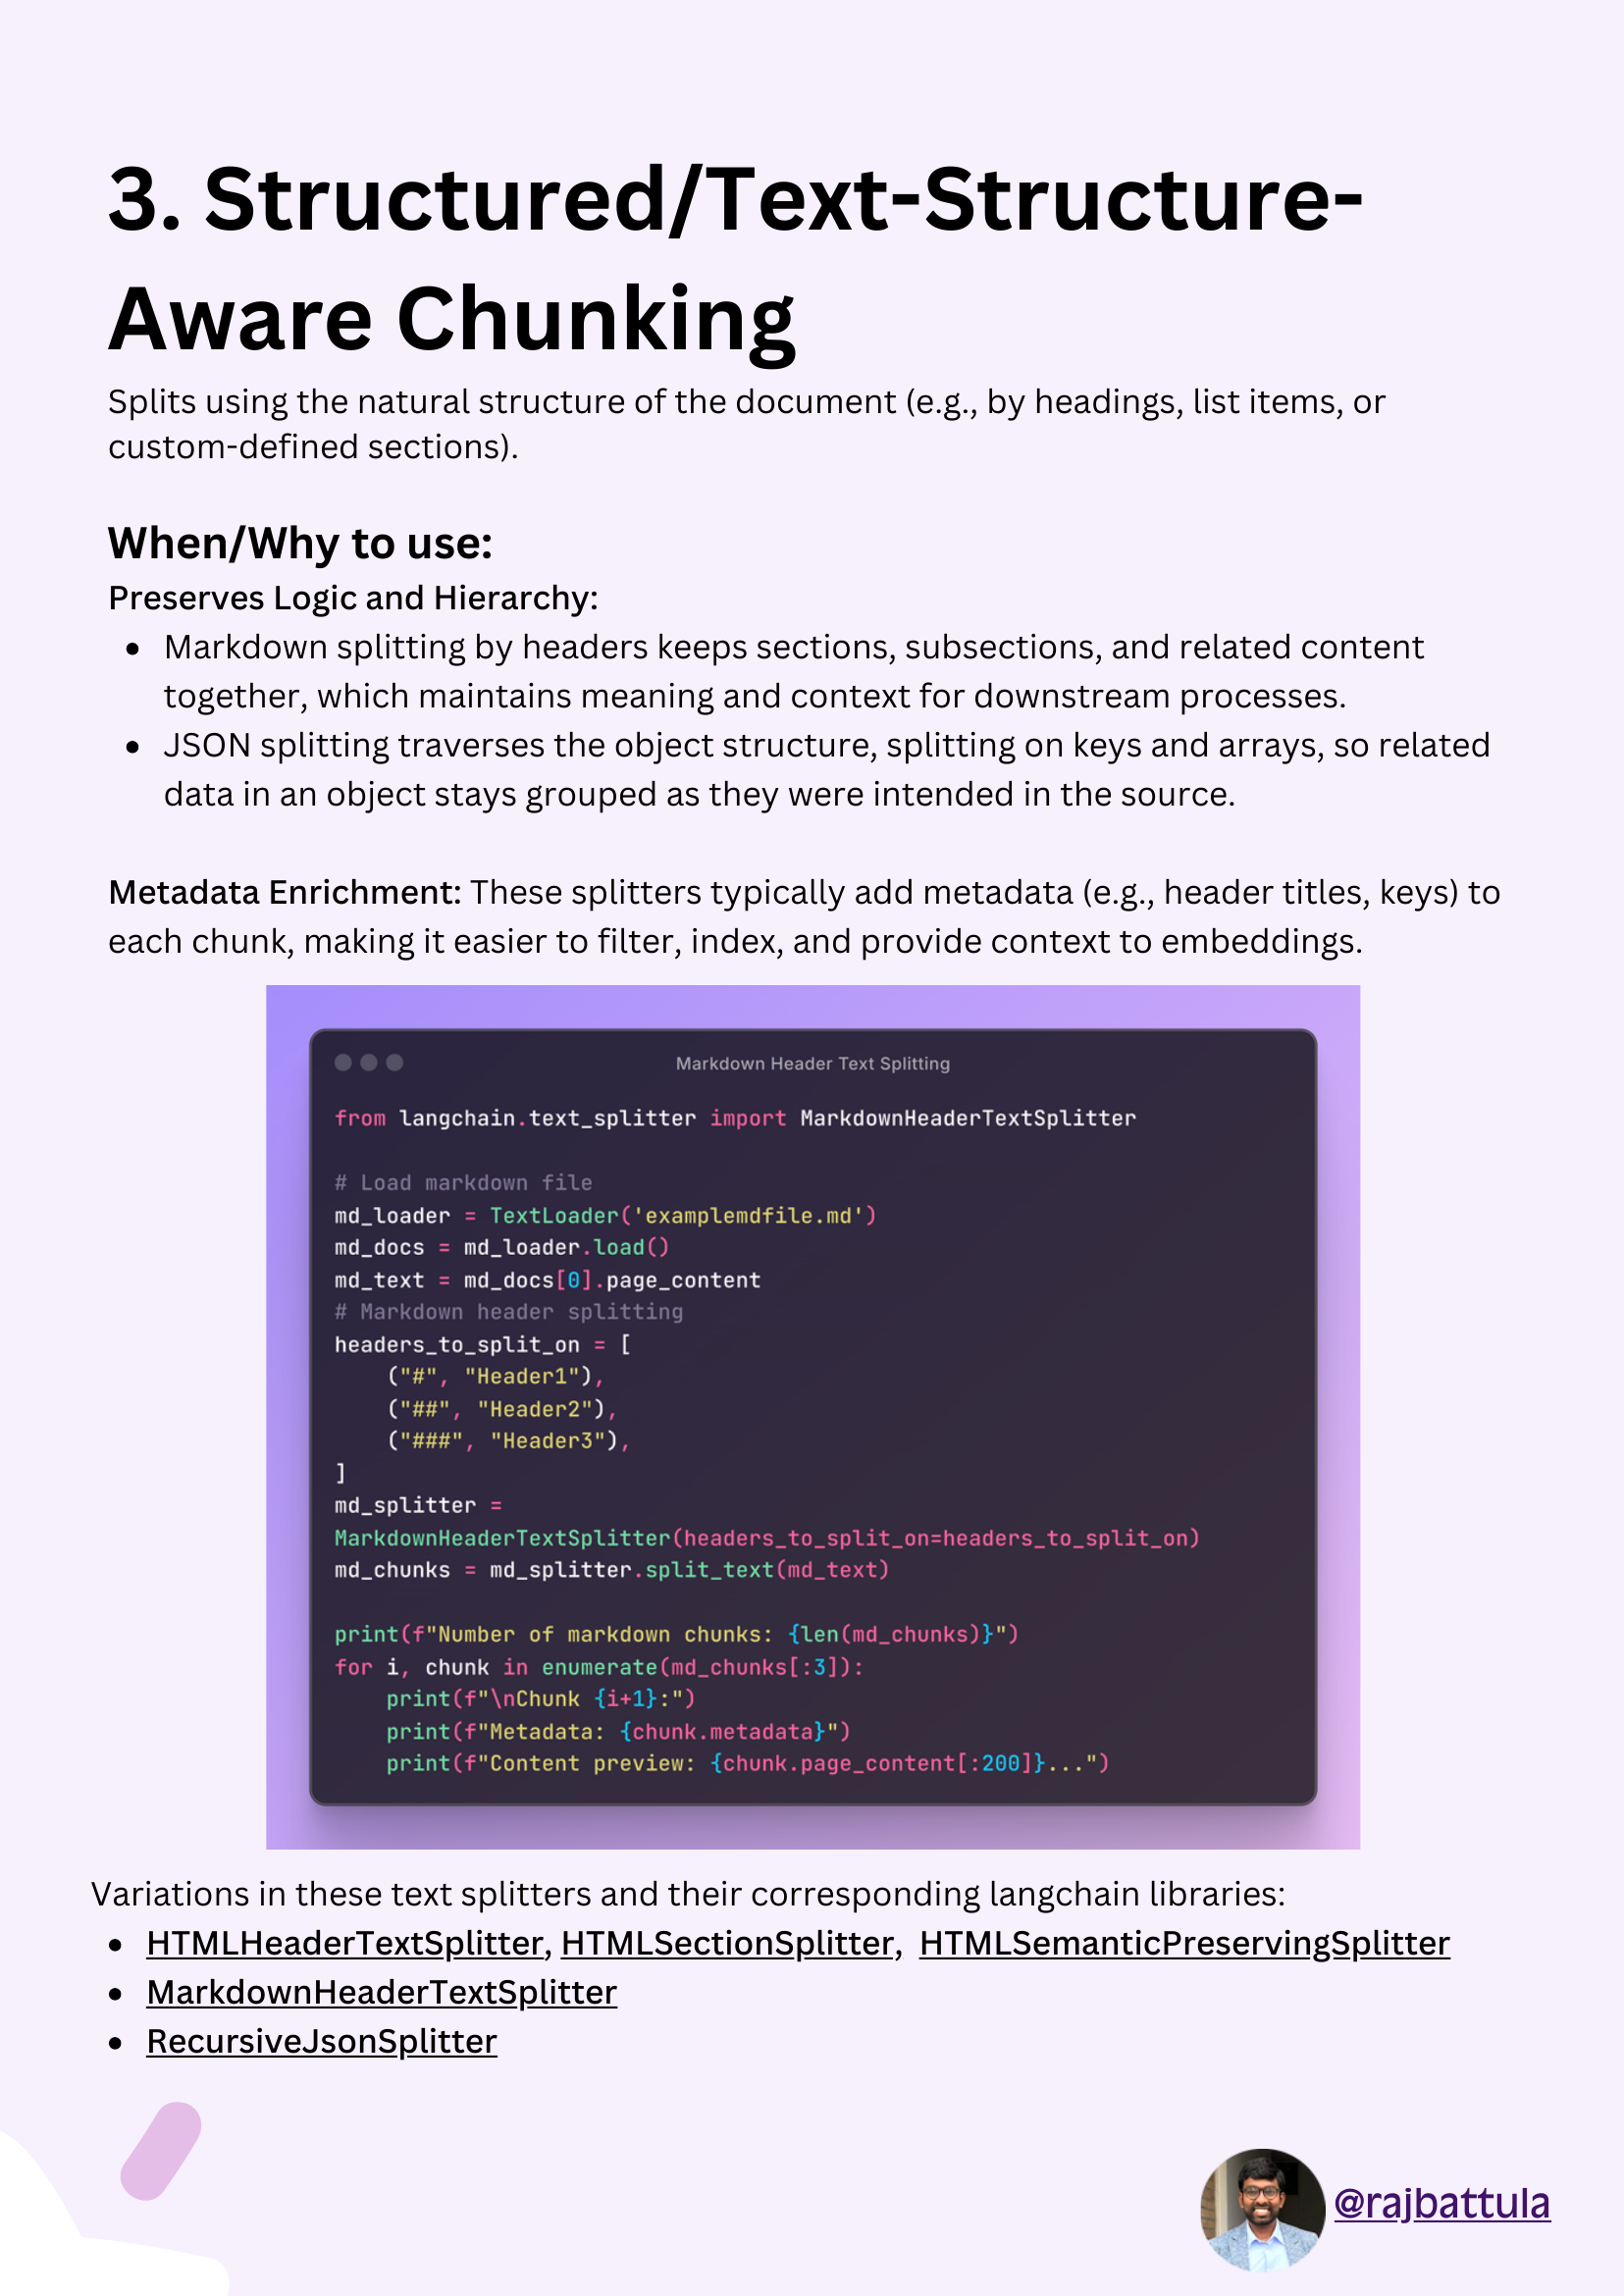 3. Structured/Text-Structure-
Aware Chunking
Splits using the natural structure of the document (e.g., by headings, list items, or
custom-defined sections).
When/Why to use:
Preserves Logic and Hierarchy:
• Markdown splitting by headers keeps sections, subsections, and related content
together, which maintains meaning and context for downstream processes.
• JSON splitting traverses the object structure, splitting on keys and arrays, so related
data in an object stays grouped as they were intended in the source.
Metadata Enrichment: These splitters typically add metadata (e.g., header titles, keys) to
each chunk, making it easier to filter, index, and provide context to embeddings.
Markdown Header Text Splitting
from langchain.text_splitter import MarkdownHeaderTextSplitter
# Load markdown file
md_loader = TextLoader('examplemdfile.md')
md_docs = md_loader.load()
md_text = md_docs[0].page_content
# Markdown header splitting
headers_to_split_on = [
    ("#", "Header1"),
    ("##", "Header2"),
    ("###", "Header3"),
]
md_splitter =
MarkdownHeaderTextSplitter(headers_to_split_on=headers_to_split_on)
md_chunks = md_splitter.split_text(md_text)
print(f"Number of markdown chunks: {len(md_chunks)}")
for i, chunk in enumerate(md_chunks[:3]):
    print(f"\nChunk {i+1}:")
    print(f"Metadata: {chunk.metadata}")
    print(f"Content preview: {chunk.page_content[:200]}...")
Variations in these text splitters and their corresponding langchain libraries:
• HTMLHeaderTextSplitter, HTMLSectionSplitter, HTMLSemanticPreservingSplitter
• MarkdownHeaderTextSplitter
• RecursiveJsonSplitter
@rajbattula